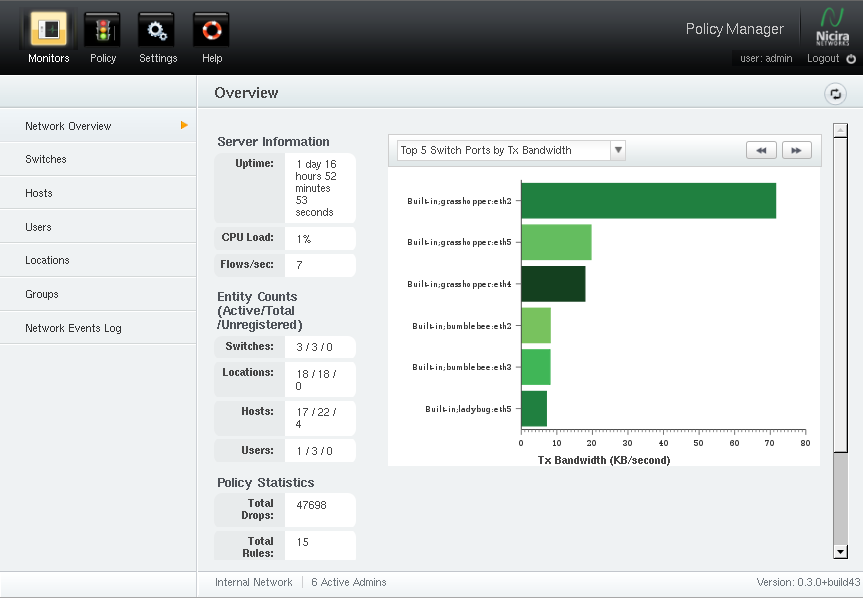 Monitors
Policy
Settings
Help
Policy Manager
Nicira
NETWORKS
user: admin
Logout
Overview
Network Overview
Switches
Hosts
Users
Locations
Groups
Network Events Log
Server Information
Uptime:
1 day 16
hours 52
minutes
53
seconds
CPU Load:
1%
Flows/sec:
7
Entity Counts
(Active/Total
/Unregistered)
Switches:
3 / 3 / 0
Locations:
18 / 18 /
0
Hosts:
17 / 22 /
4
Users:
1 / 3 / 0
Policy Statistics
Total
Drops:
47698
Total
Rules:
15
Top 5 Switch Ports by Tx Bandwidth
Built-in;grasshopper:eth2
Built-in;grasshopper:eth5
Built-in;grasshopper:eth4
Built-in;bumblebee:eth2
Built-in;bumblebee:eth3
Built-in;ladybug:eth5
0 10 20 30 40 50 60 70 80
Tx Bandwidth (KB/second)
Internal Network
6 Active Admins
Version: 0.3.0+build43